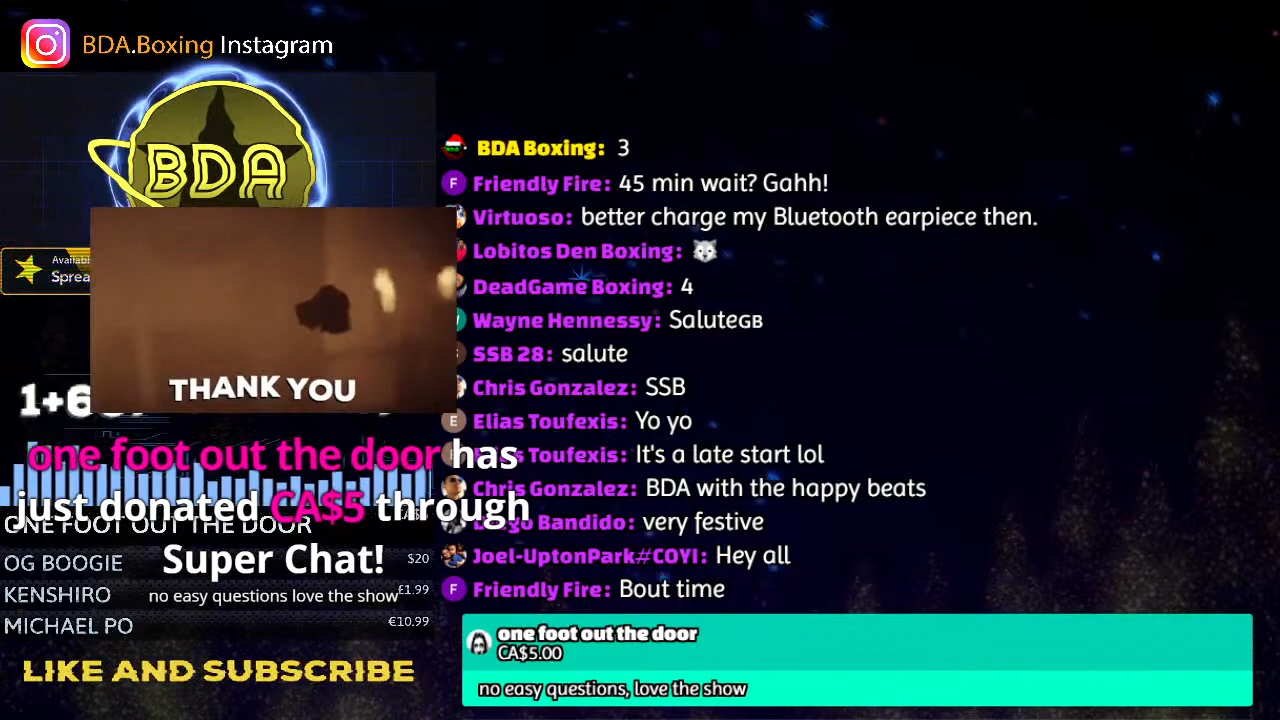 BDA.Boxing Instagram
BDA
Sprea
THANK YOU
one foot out the door has
just donated CA$5 through
Super Chat!
no easy questions love the show
ONE FOOT OUT THE DOOR
OG BOOGIE $20
KENSHIRO £1.99
MICHAEL PO €10.99
LIKE AND SUBSCRIBE
BDA Boxing: 3
Friendly Fire: 45 min wait? Gahh!
Virtuoso: better charge my Bluetooth earpiece then.
Lobitos Den Boxing: 🐺
DeadGame Boxing: 4
Wayne Hennessy: SaluteGB
SSB 28: salute
Chris Gonzalez: SSB
Elias Toufexis: Yo yo
Toufexis: It's a late start lol
Chris Gonzalez: BDA with the happy beats
Bandido: very festive
Joel-UptonPark#COYI: Hey all
Friendly Fire: Bout time
one foot out the door
CA$5.00
no easy questions, love the show